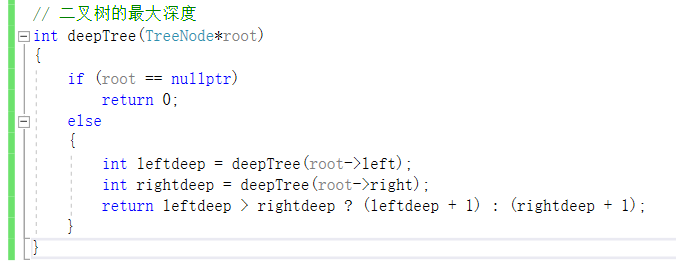 // 二叉树的最大深度
int deepTree(TreeNode*root)
{
    if (root == nullptr)
        return 0;
    else
    {
        int leftdeep = deepTree(root->left);
        int rightdeep = deepTree(root->right);
        return leftdeep > rightdeep ? (leftdeep + 1) : (rightdeep + 1);
    }
}